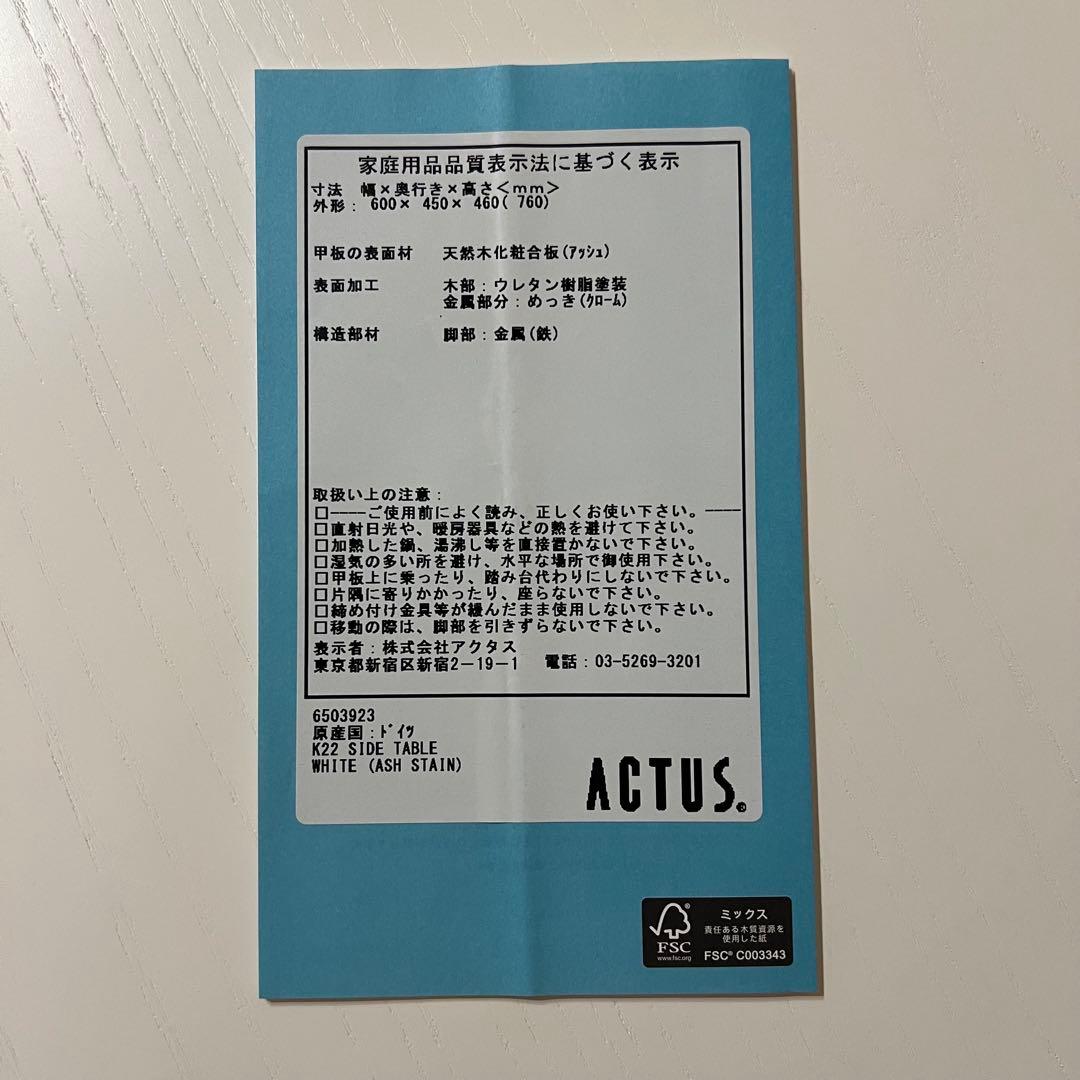 家庭用品品質表示法に基づく表示
寸法 幅×奥行き×高さ<mm>
外形: 600× 450× 460( 760)
甲板の表面材 天然木化粧合板(ｱｯｼｭ)
表面加工 木部:ウレタン樹脂塗装
金属部分:めっき(ｸﾛｰﾑ)
構造部材 脚部:金属(鉄)
取扱い上の注意:
□----ご使用前によく読み、正しくお使い下さい。----
□直射日光や、暖房器具などの熱を避けて下さい。
□加熱した鍋、湯沸し等を直接置かないで下さい。
□湿気の多い所を避け、水平な場所で御使用下さい。
□甲板上に乗ったり、踏み台代わりにしないで下さい。
□片隅に寄りかかったり、座らないで下さい。
□締め付け金具等が緩んだまま使用しないで下さい。
□移動の際は、脚部を引きずらないで下さい。
表示者:株式会社アクタス
東京都新宿区新宿2-19-1 電話:03-5269-3201
6503923
原産国:ﾄﾞｲﾂ
K22 SIDE TABLE
WHITE (ASH STAIN)
ACTUS®
FSC®
www.fsc.org
ミックス
責任ある木質資源を
使用した紙
FSC® C003343